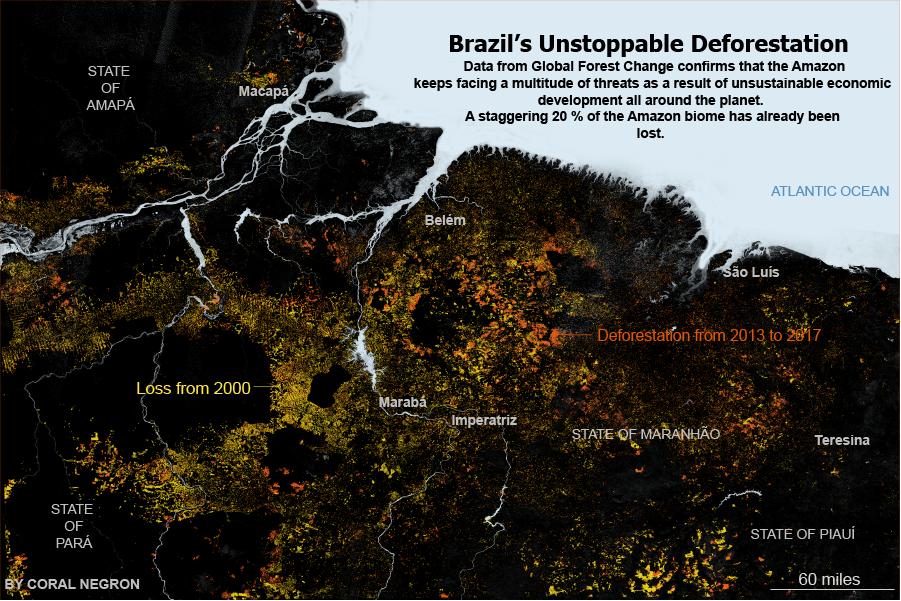 Brazil’s Unstoppable Deforestation
Data from Global Forest Change confirms that the Amazon
keeps facing a multitude of threats as a result of unsustainable economic
development all around the planet.
A staggering 20 % of the Amazon biome has already been
lost.
STATE
OF
AMAPÁ
Macapá
ATLANTIC OCEAN
Belém
São Luís
Deforestation from 2013 to 2017
Loss from 2000
Marabá
Imperatriz
STATE OF MARANHÃO
Teresina
STATE
OF
PARÁ
STATE OF PIAUÍ
BY CORAL NEGRON
60 miles